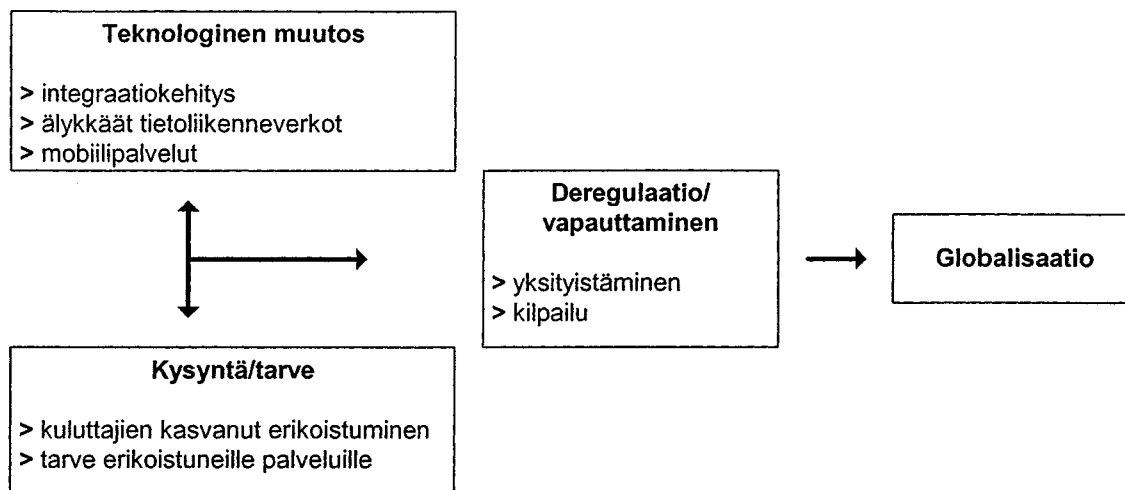 Teknologinen muutos
> integraatiokehitys
> älykkäät tietoliikenneverkot
> mobiilipalvelut
Deregulaatio/
vapauttaminen
> yksityistäminen
> kilpailu
Globalisaatio
Kysyntä/tarve
> kuluttajien kasvanut erikoistuminen
> tarve erikoistuneille palveluille